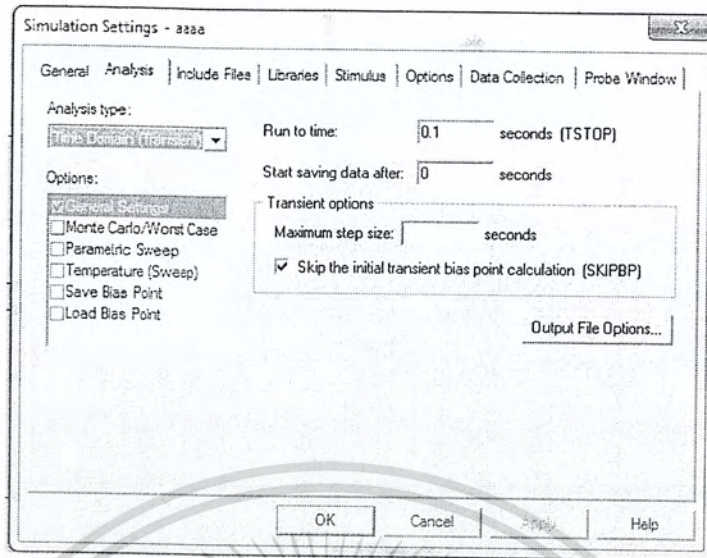 Simulation Settings - aaaa
General Analysis Include Files Libraries Stimulus Options Data Collection Probe Window
Analysis type:
Time Domain (Transient)
Run to time: 0.1 seconds (TSTOP)
Start saving data after: 0 seconds
Options:
General Settings
Monte Carlo/Worst Case
Parametric Sweep
Temperature (Sweep)
Save Bias Point
Load Bias Point
Transient options
Maximum step size: seconds
Skip the initial transient bias point calculation (SKIPBP)
Output File Options...
OK Cancel Apply Help